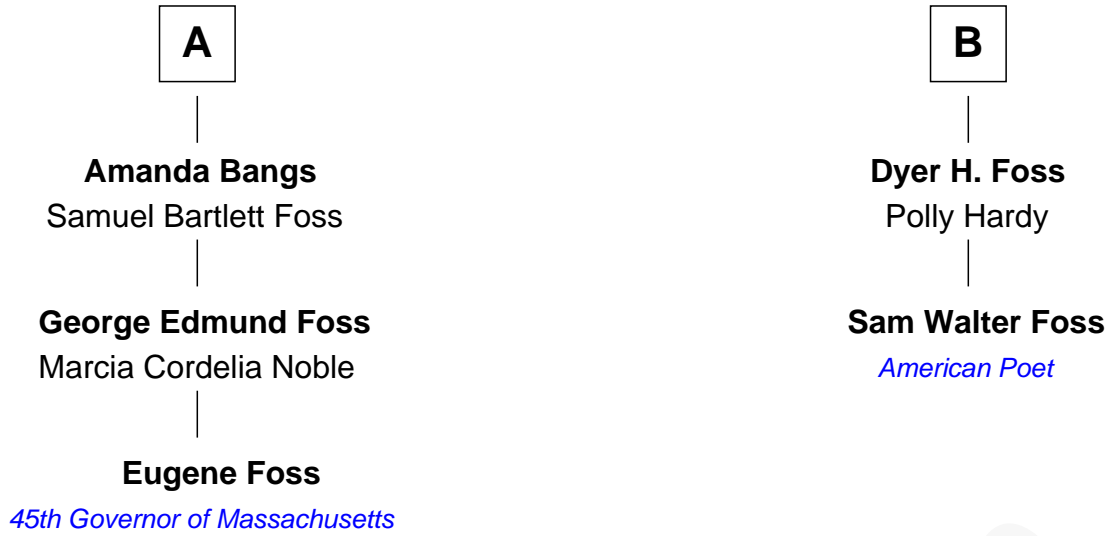 A
Amanda Bangs
Samuel Bartlett Foss
George Edmund Foss
Marcia Cordelia Noble
Eugene Foss
45th Governor of Massachusetts
B
Dyer H. Foss
Polly Hardy
Sam Walter Foss
American Poet